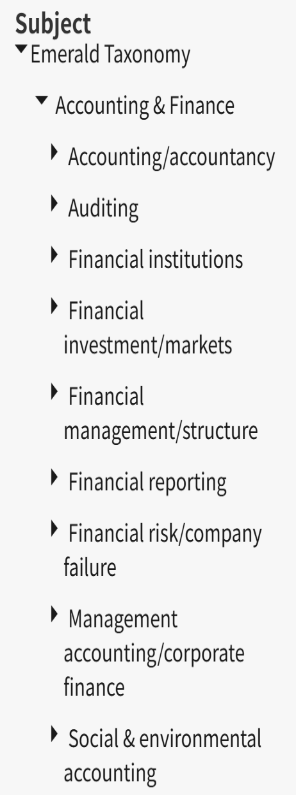 Subject
Emerald Taxonomy
Accounting & Finance
Accounting/accountancy
Auditing
Financial institutions
Financial
investment/markets
Financial
management/structure
Financial reporting
Financial risk/company
failure
Management
accounting/corporate
finance
Social & environmental
accounting